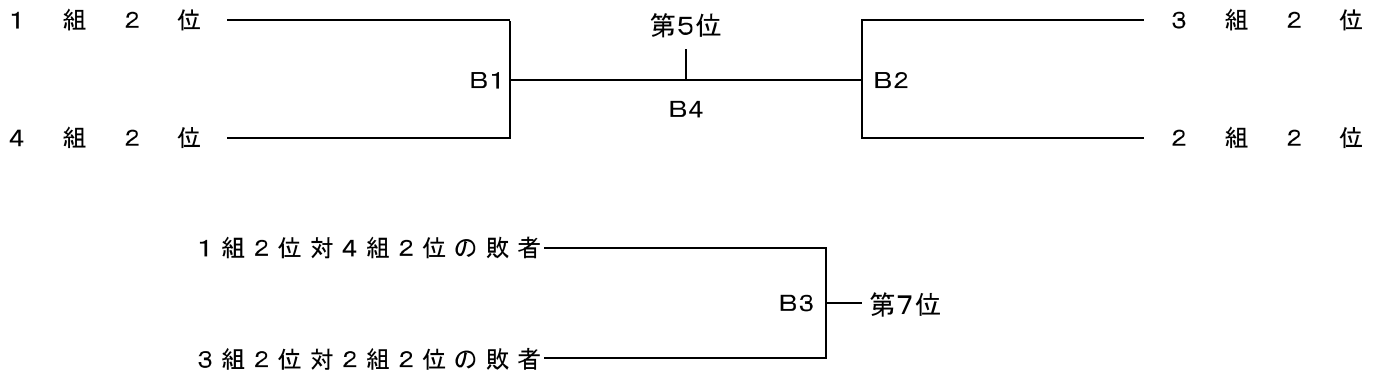 1 組 2 位
第5位
3 組 2 位
B1
B2
B4
4 組 2 位
2 組 2 位
1組2位対4組2位の敗者
B3
第7位
3組2位対2組2位の敗者